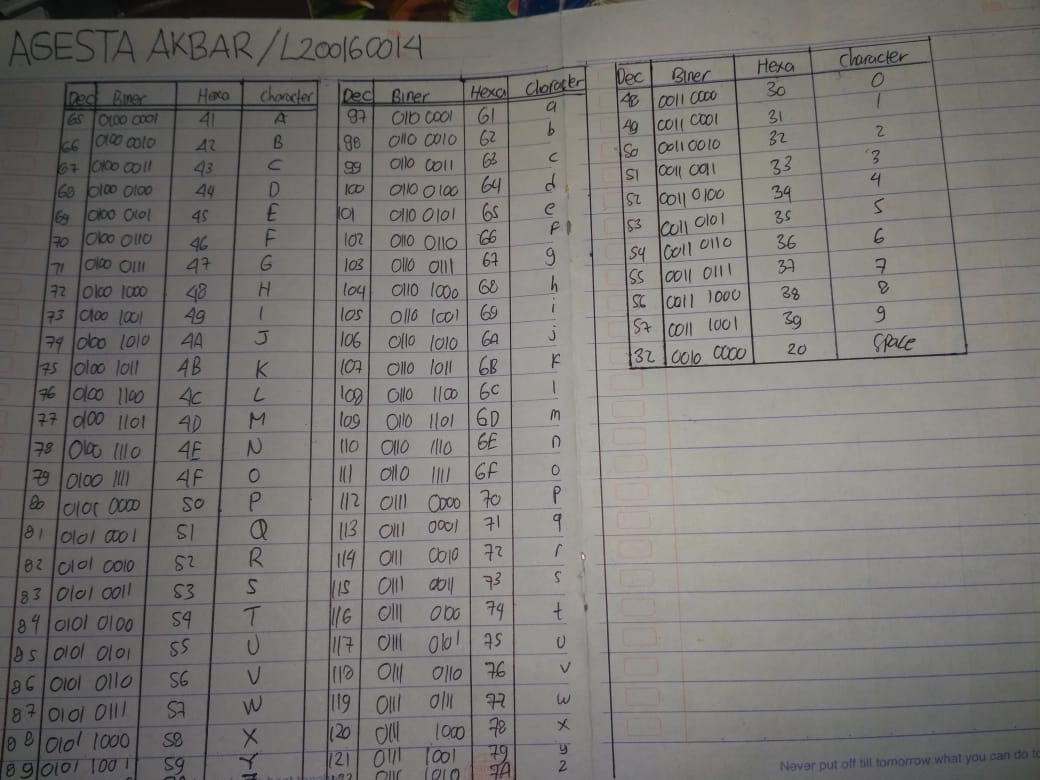 AGESTA AKBAR / L200160014
Dec Biner Hexa Character
65 0100 0001 41 A
66 0100 0010 42 B
67 0100 0011 43 C
68 0100 0100 44 D
69 0100 0101 45 E
70 0100 0110 46 F
71 0100 0111 47 G
72 0100 1000 48 H
73 0100 1001 49 I
74 0100 1010 4A J
75 0100 1011 4B K
76 0100 1100 4C L
77 0100 1101 4D M
78 0100 1110 4E N
79 0100 1111 4F O
80 0101 0000 50 P
81 0101 0001 51 Q
82 0101 0010 52 R
83 0101 0011 53 S
84 0101 0100 54 T
85 0101 0101 55 U
86 0101 0110 56 V
87 0101 0111 57 W
88 0101 1000 58 X
89 0101 1001 59 Y
Dec Biner Hexa Character
97 0110 0001 61 a
98 0110 0010 62 b
99 0110 0011 63 c
100 0110 0100 64 d
101 0110 0101 65 e
102 0110 0110 66 f
103 0110 0111 67 g
104 0110 1000 68 h
105 0110 1001 69 i
106 0110 1010 6A j
107 0110 1011 6B k
108 0110 1100 6C l
109 0110 1101 6D m
110 0110 1110 6E n
111 0110 1111 6F o
112 0111 0000 70 p
113 0111 0001 71 q
114 0111 0010 72 r
115 0111 0011 73 s
116 0111 0100 74 t
117 0111 0101 75 u
118 0111 0110 76 v
119 0111 0111 77 w
120 0111 1000 78 x
121 0111 1001 79 y
7A z
Dec Biner Hexa Character
48 0011 0000 30 0
49 0011 0001 31 1
50 0011 0010 32 2
51 0011 0011 33 3
52 0011 0100 34 4
53 0011 0101 35 5
54 0011 0110 36 6
55 0011 0111 37 7
56 0011 1000 38 8
57 0011 1001 39 9
32 0010 0000 20 Space
Never put off till tomorrow what you can do